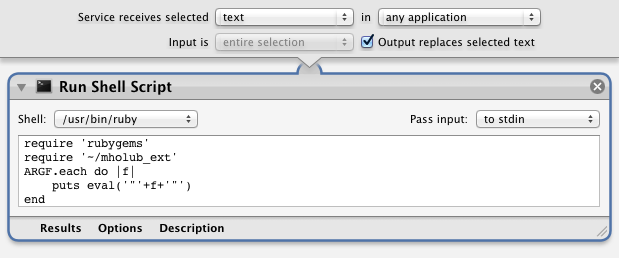 Service receives selected text in any application
Input is entire selection Output replaces selected text
Run Shell Script
Shell: /usr/bin/ruby Pass input: to stdin
require 'rubygems'
require '~/mholub_ext'
ARGF.each do |f|
    puts eval('"'+f+'"')
end
Results Options Description